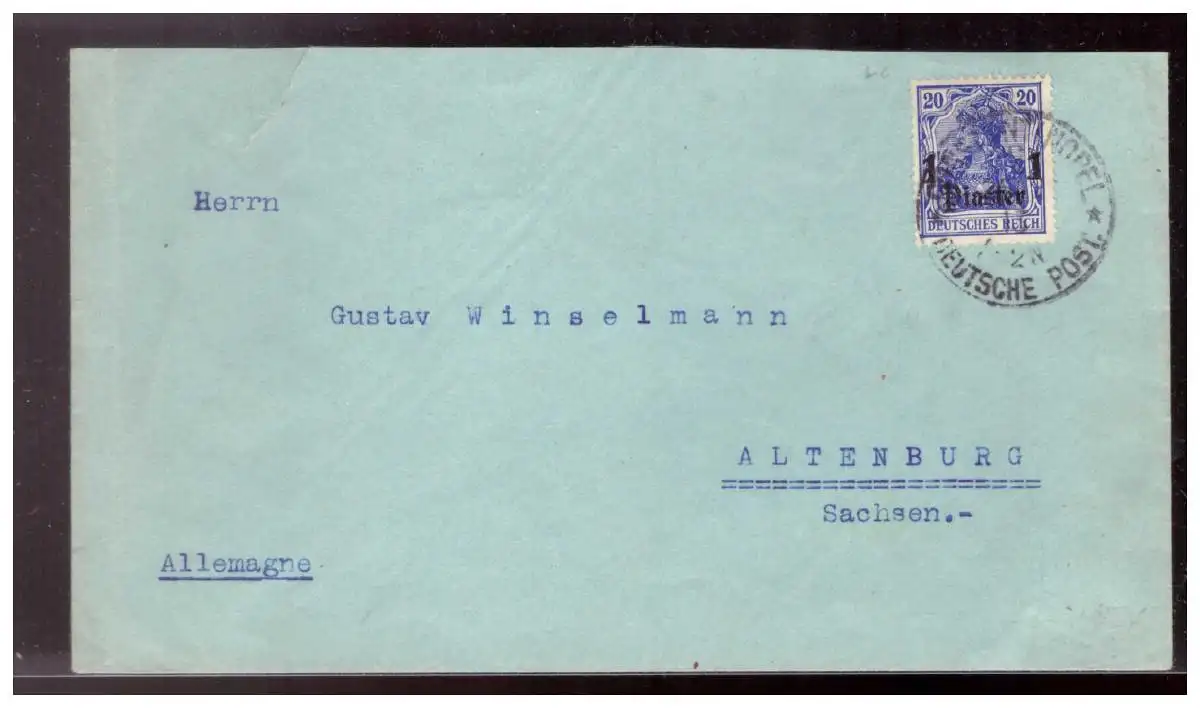 20 20
1 1
Piaster
DEUTSCHES REICH
DEUTSCHE POST.
Herrn
Gustav Winselmann
ALTENBURG
Sachsen.-
Allemagne